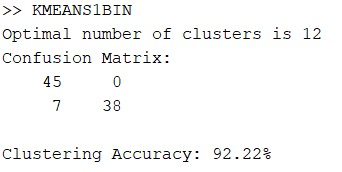 >> KMEANS1BIN
Optimal number of clusters is 12
Confusion Matrix:
45 0
7 38
Clustering Accuracy: 92.22%